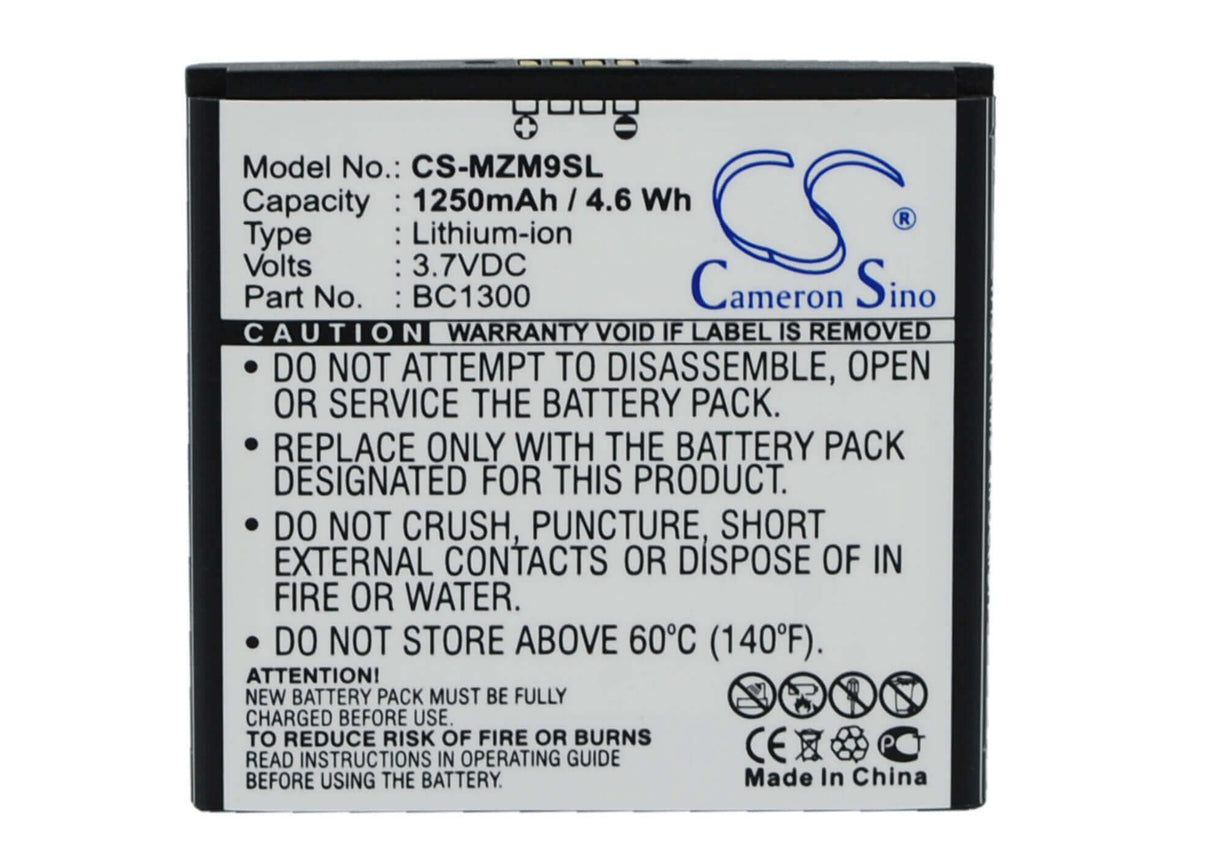 Model No.: CS-MZM9SL
Capacity : 1250mAh / 4.6 Wh
Type : Lithium-ion
Volts : 3.7VDC
Part No. : BC1300
CS ®
Cameron Sino
CAUTION WARRANTY VOID IF LABEL IS REMOVED
• DO NOT ATTEMPT TO DISASSEMBLE, OPEN
OR SERVICE THE BATTERY PACK.
• REPLACE ONLY WITH THE BATTERY PACK
DESIGNATED FOR THIS PRODUCT.
• DO NOT CRUSH, PUNCTURE, SHORT
EXTERNAL CONTACTS OR DISPOSE OF IN
FIRE OR WATER.
• DO NOT STORE ABOVE 60°C (140°F).
ATTENTION!
NEW BATTERY PACK MUST BE FULLY
CHARGED BEFORE USE.
TO REDUCE RISK OF FIRE OR BURNS
READ INSTRUCTIONS IN OPERATING GUIDE
BEFORE USING THE BATTERY.
CE PCT
Made In China